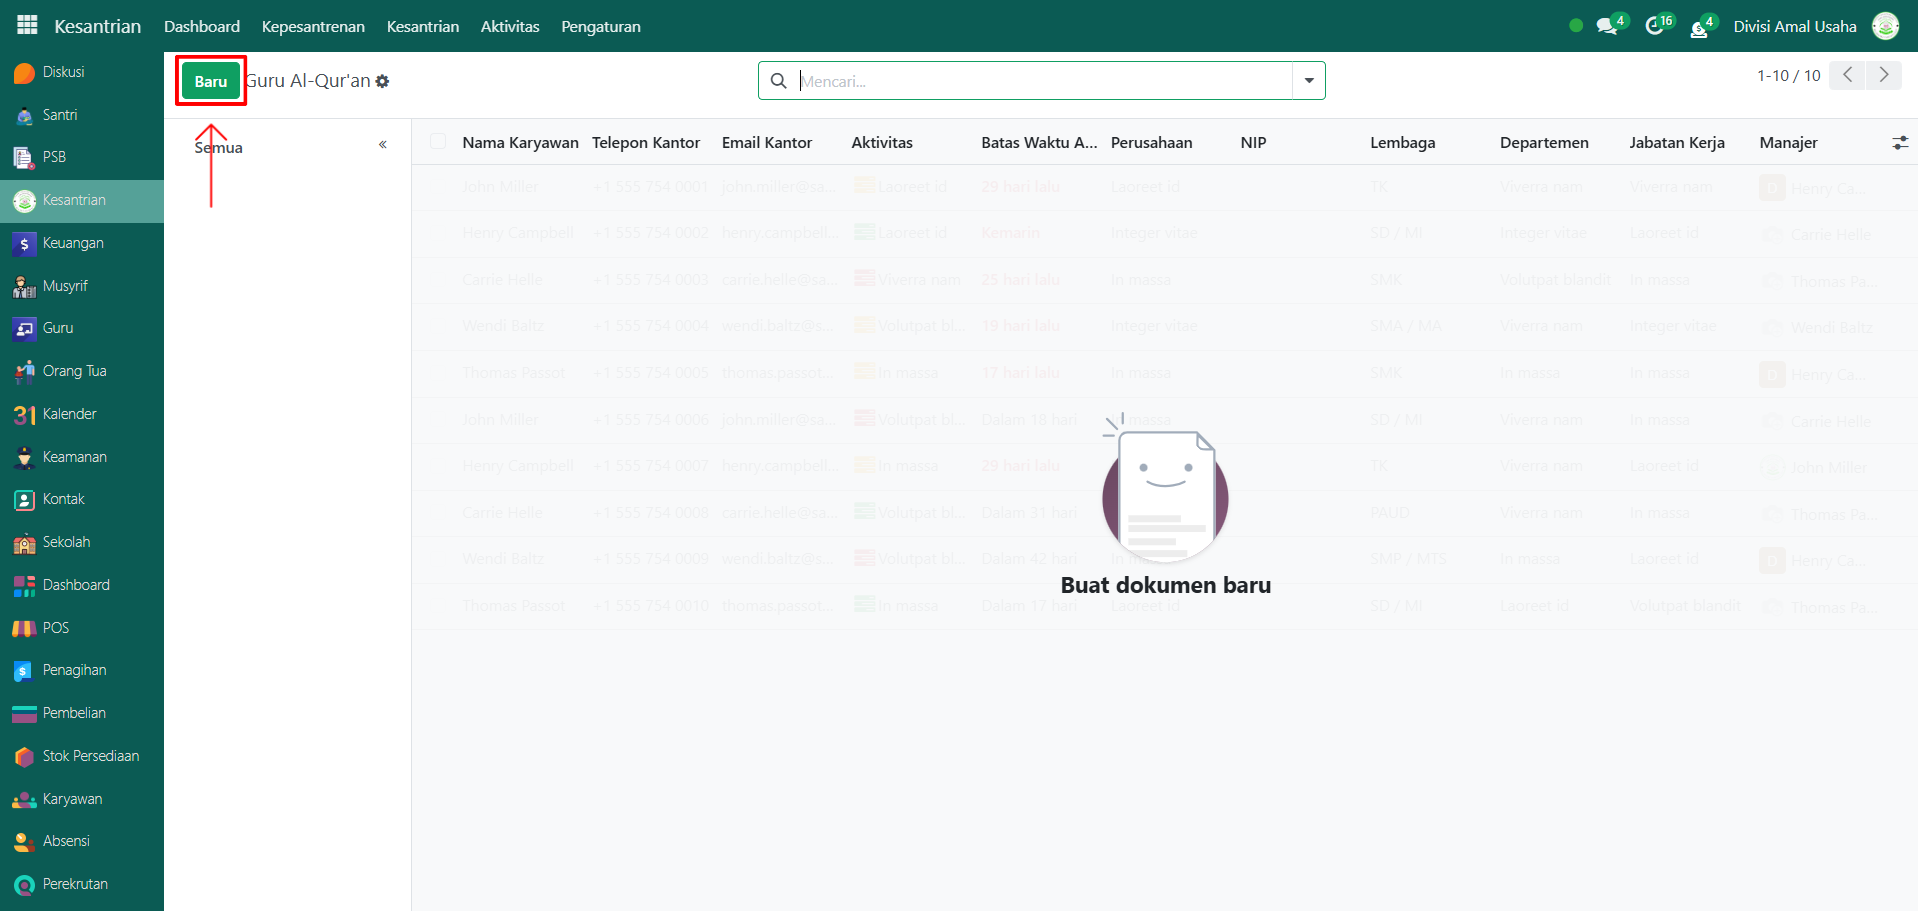 Kesantrian Dashboard Kepesantrenan Kesantrian Aktivitas Pengaturan 4 16 4 Divisi Amal Usaha
Diskusi
Santri
PSB
Kesantrian
Keuangan
Musyrif
Guru
Orang Tua
31 Kalender
Keamanan
Kontak
Sekolah
Dashboard
POS
Penagihan
Pembelian
Stok Persediaan
Karyawan
Absensi
Perekrutan
Baru Guru Al-Qur'an Mencari... 1-10 / 10
Semua
Nama Karyawan Telepon Kantor Email Kantor Aktivitas Batas Waktu A... Perusahaan NIP Lembaga Departemen Jabatan Kerja Manajer
John Miller +1 555 754 0001 john.miller@sa... Laoreet id 29 hari lalu Laoreet id TK Viverra nam Viverra nam D Henry Ca...
Henry Campbell +1 555 754 0002 henry.campbell... Laoreet id Kemarin Integer vitae SD / MI Integer vitae Laoreet id Carrie Helle
Carrie Helle +1 555 754 0003 carrie.helle@sa... Viverra nam 25 hari lalu In massa SMK Volutpat blandit In massa Thomas Pa...
Wendi Baltz +1 555 754 0004 wendi.baltz@s... Volutpat bl... 19 hari lalu Integer vitae SMA / MA Viverra nam Integer vitae Wendi Baltz
Thomas Passot +1 555 754 0005 thomas.passot... In massa 17 hari lalu In massa SMK In massa In massa D Henry Ca...
John Miller +1 555 754 0006 john.miller@sa... Volutpat bl... Dalam 18 hari In massa SD / MI Viverra nam In massa Carrie Helle
Henry Campbell +1 555 754 0007 henry.campbell... In massa 29 hari lalu TK Viverra nam Laoreet id John Miller
Carrie Helle +1 555 754 0008 carrie.helle@sa... Volutpat bl... Dalam 31 hari PAUD Viverra nam In massa Thomas Pa...
Wendi Baltz +1 555 754 0009 wendi.baltz@s... Volutpat bl... Dalam 42 hari In SMP / MTS In massa Laoreet id D Henry Ca...
Thomas Passot +1 555 754 0010 thomas.passot... In massa Dalam 17 hari Laoreet id SD / MI Laoreet id Volutpat blandit Thomas Pa...
Buat dokumen baru